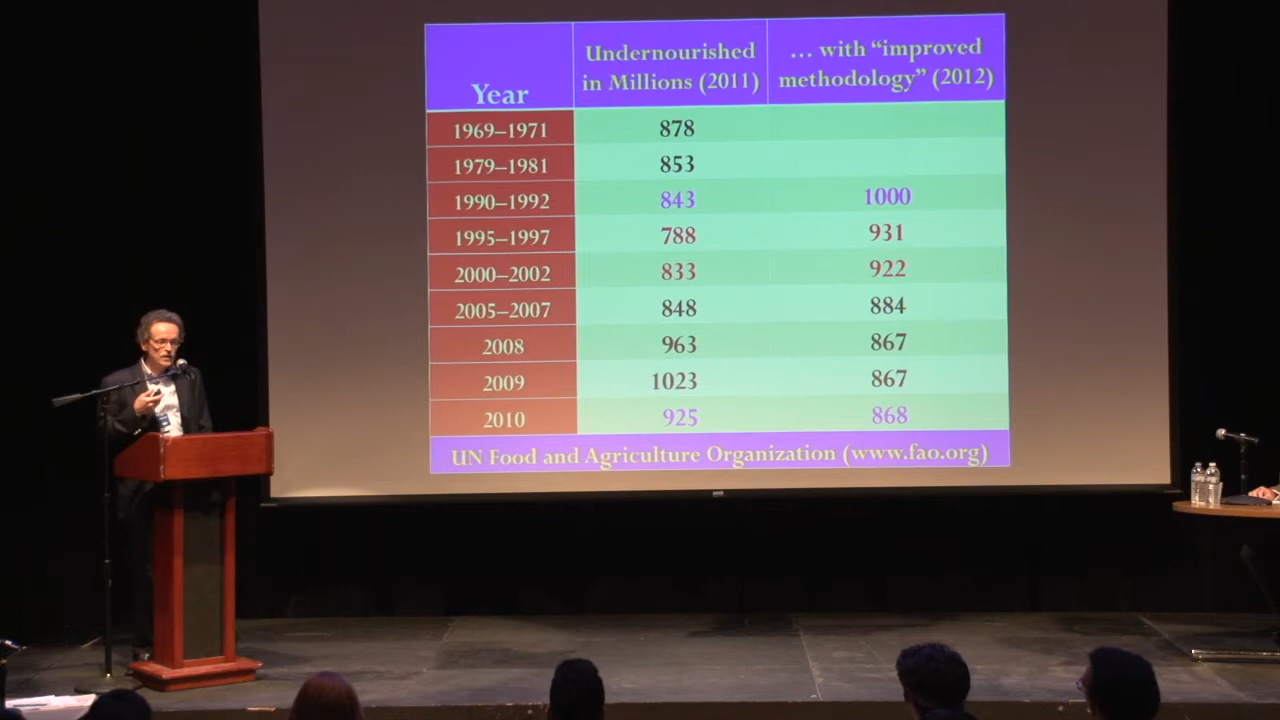 Year
Undernourished
in Millions (2011)
… with “improved
methodology” (2012)
1969–1971 878
1979–1981 853
1990–1992 843 1000
1995–1997 788 931
2000–2002 833 922
2005–2007 848 884
2008 963 867
2009 1023 867
2010 925 868
UN Food and Agriculture Organization (www.fao.org)